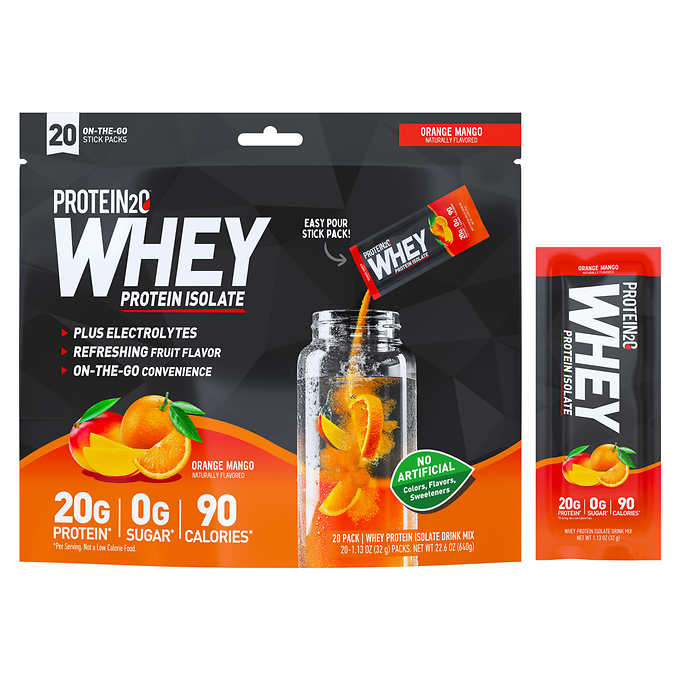 20 ON-THE-GO
STICK PACKS
ORANGE MANGO
NATURALLY FLAVORED
PROTEIN2O
WHEY
PROTEIN ISOLATE
PLUS ELECTROLYTES
REFRESHING FRUIT FLAVOR
ON-THE-GO CONVENIENCE
EASY POUR
STICK PACK!
PROTEIN2O
WHEY
PROTEIN ISOLATE
20G
0G
90
ORANGE MANGO
NATURALLY FLAVORED
NO
ARTIFICIAL
Colors, Flavors,
Sweeteners
20G 0G 90
PROTEIN* SUGAR* CALORIES*
*Per Serving. Not a Low Calorie Food.
20 PACK | WHEY PROTEIN ISOLATE DRINK MIX
20-1.13 OZ (32 g) PACKS. NET WT 22.6 OZ (640g)
ORANGE MANGO
NATURALLY FLAVORED
PROTEIN2O
WHEY
PROTEIN ISOLATE
20G 0G 90
PROTEIN* SUGAR* CALORIES*
WHEY PROTEIN ISOLATE DRINK MIX
NET WT 1.13 OZ (32 g)